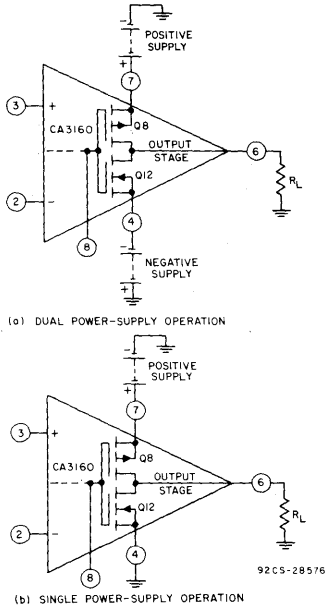 POSITIVE
SUPPLY
7
3
+
CA3160
Q8
OUTPUT
STAGE
6
Q12
2
-
4
8
RL
NEGATIVE
SUPPLY
(a) DUAL POWER-SUPPLY OPERATION
POSITIVE
SUPPLY
7
3
+
CA3160
Q8
OUTPUT
STAGE
6
Q12
2
-
4
8
RL
92CS-28576
(b) SINGLE POWER-SUPPLY OPERATION